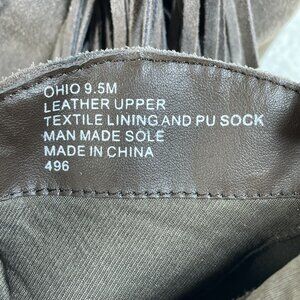 OHIO 9.5M
LEATHER UPPER
TEXTILE LINING AND PU SOCK
MAN MADE SOLE
MADE IN CHINA
496